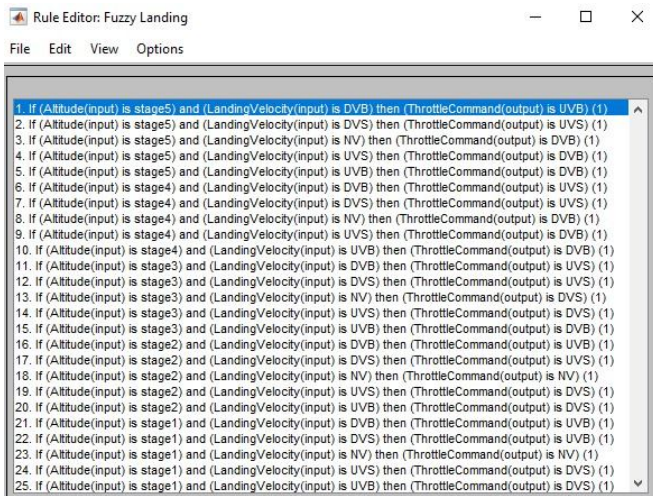 Rule Editor: Fuzzy Landing
File Edit View Options
1. If (Altitude(input) is stage5) and (LandingVelocity(input) is DVB) then (ThrottleCommand(output) is UVB) (1)
2. If (Altitude(input) is stage5) and (LandingVelocity(input) is DVS) then (ThrottleCommand(output) is UVS) (1)
3. If (Altitude(input) is stage5) and (LandingVelocity(input) is NV) then (ThrottleCommand(output) is DVB) (1)
4. If (Altitude(input) is stage5) and (LandingVelocity(input) is UVS) then (ThrottleCommand(output) is DVB) (1)
5. If (Altitude(input) is stage5) and (LandingVelocity(input) is UVB) then (ThrottleCommand(output) is DVB) (1)
6. If (Altitude(input) is stage4) and (LandingVelocity(input) is DVB) then (ThrottleCommand(output) is UVS) (1)
7. If (Altitude(input) is stage4) and (LandingVelocity(input) is DVS) then (ThrottleCommand(output) is UVS) (1)
8. If (Altitude(input) is stage4) and (LandingVelocity(input) is NV) then (ThrottleCommand(output) is DVB) (1)
9. If (Altitude(input) is stage4) and (LandingVelocity(input) is UVS) then (ThrottleCommand(output) is DVB) (1)
10. If (Altitude(input) is stage4) and (LandingVelocity(input) is UVB) then (ThrottleCommand(output) is DVB) (1)
11. If (Altitude(input) is stage3) and (LandingVelocity(input) is DVB) then (ThrottleCommand(output) is UVS) (1)
12. If (Altitude(input) is stage3) and (LandingVelocity(input) is DVS) then (ThrottleCommand(output) is UVS) (1)
13. If (Altitude(input) is stage3) and (LandingVelocity(input) is NV) then (ThrottleCommand(output) is DVS) (1)
14. If (Altitude(input) is stage3) and (LandingVelocity(input) is UVS) then (ThrottleCommand(output) is DVS) (1)
15. If (Altitude(input) is stage3) and (LandingVelocity(input) is UVB) then (ThrottleCommand(output) is DVB) (1)
16. If (Altitude(input) is stage2) and (LandingVelocity(input) is DVB) then (ThrottleCommand(output) is UVB) (1)
17. If (Altitude(input) is stage2) and (LandingVelocity(input) is DVS) then (ThrottleCommand(output) is UVS) (1)
18. If (Altitude(input) is stage2) and (LandingVelocity(input) is NV) then (ThrottleCommand(output) is NV) (1)
19. If (Altitude(input) is stage2) and (LandingVelocity(input) is UVS) then (ThrottleCommand(output) is DVS) (1)
20. If (Altitude(input) is stage2) and (LandingVelocity(input) is UVB) then (ThrottleCommand(output) is DVS) (1)
21. If (Altitude(input) is stage1) and (LandingVelocity(input) is DVB) then (ThrottleCommand(output) is UVB) (1)
22. If (Altitude(input) is stage1) and (LandingVelocity(input) is DVS) then (ThrottleCommand(output) is UVB) (1)
23. If (Altitude(input) is stage1) and (LandingVelocity(input) is NV) then (ThrottleCommand(output) is NV) (1)
24. If (Altitude(input) is stage1) and (LandingVelocity(input) is UVS) then (ThrottleCommand(output) is DVS) (1)
25. If (Altitude(input) is stage1) and (LandingVelocity(input) is UVB) then (ThrottleCommand(output) is DVS) (1)